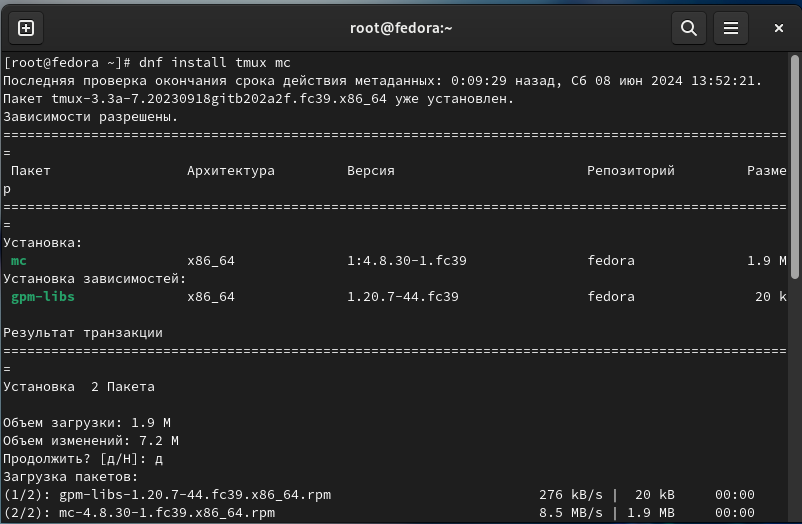 root@fedora:~
[root@fedora ~]# dnf install tmux mc
Последняя проверка окончания срока действия метаданных: 0:09:29 назад, Сб 08 июн 2024 13:52:21.
Пакет tmux-3.3a-7.20230918gitb202a2f.fc39.x86_64 уже установлен.
Зависимости разрешены.
==================================================================================================
=
Пакет Архитектура Версия Репозиторий Разме
р
==================================================================================================
=
Установка:
mc x86_64 1:4.8.30-1.fc39 fedora 1.9 M
Установка зависимостей:
gpm-libs x86_64 1.20.7-44.fc39 fedora 20 k
Результат транзакции
==================================================================================================
=
Установка  2 Пакета
Объем загрузки: 1.9 M
Объем изменений: 7.2 M
Продолжить? [д/Н]: д
Загрузка пакетов:
(1/2): gpm-libs-1.20.7-44.fc39.x86_64.rpm 276 kB/s |  20 kB 00:00
(2/2): mc-4.8.30-1.fc39.x86_64.rpm 8.5 MB/s | 1.9 MB 00:00